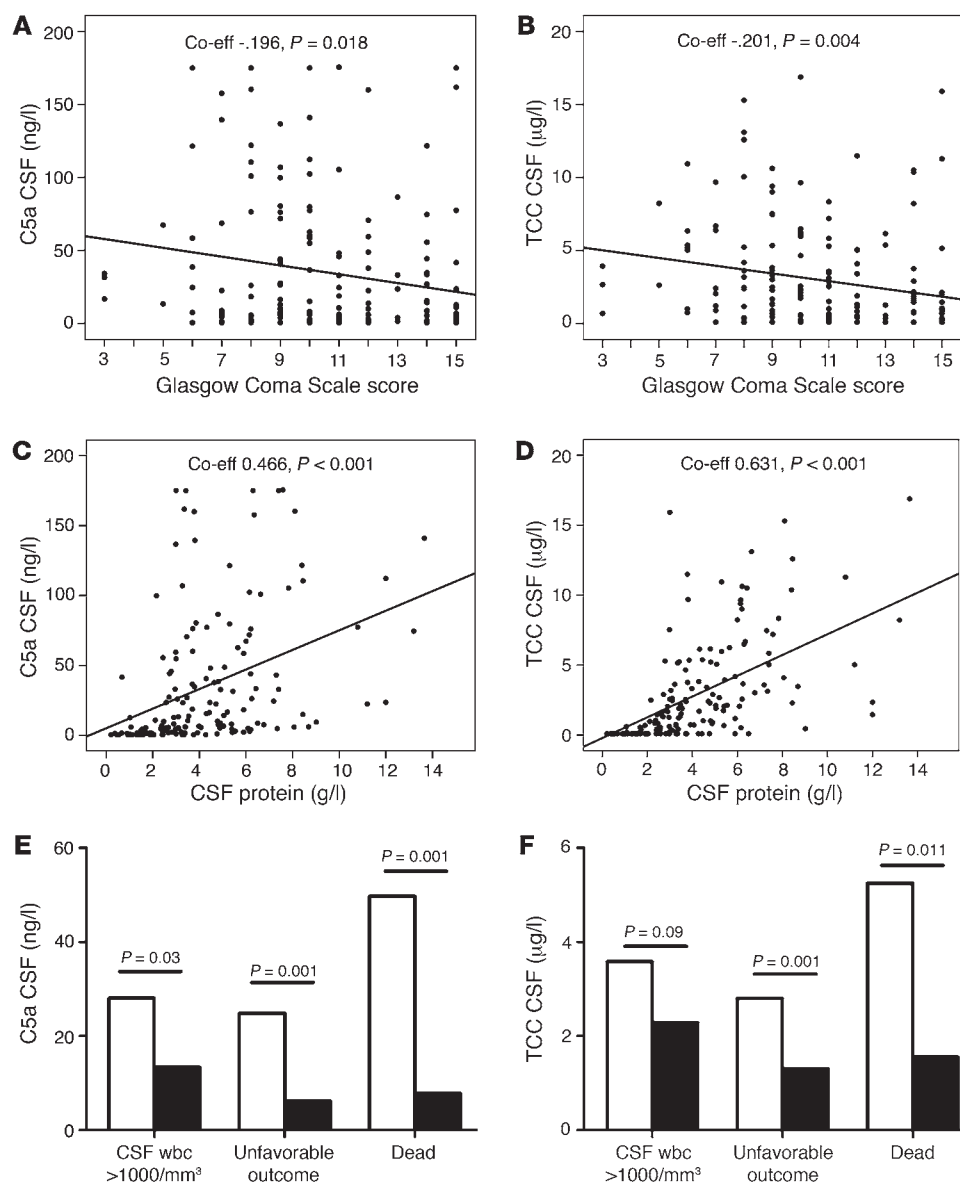 A
Co-eff -.196, P = 0.018
C5a CSF (ng/l)
200
150
100
50
0
3 5 6 7 9 11 13 15
Glasgow Coma Scale score
B
Co-eff -.201, P = 0.004
TCC CSF (μg/l)
20
15
10
5
0
3 5 7 9 11 13 15
Glasgow Coma Scale score
C
Co-eff 0.466, P < 0.001
C5a CSF (ng/l)
200
150
100
50
0
0 2 4 6 8 10 12 14
CSF protein (g/l)
D
Co-eff 0.631, P < 0.001
TCC CSF (μg/l)
20
15
10
5
0
0 2 4 6 8 10 12 14
CSF protein (g/l)
E
C5a CSF (ng/l)
60
40
20
0
P = 0.03
P = 0.001
P = 0.001
CSF wbc Unfavorable Dead
>1000/mm³ outcome
F
TCC CSF (μg/l)
6
4
2
0
P = 0.09
P = 0.001
P = 0.011
CSF wbc Unfavorable Dead
>1000/mm³ outcome